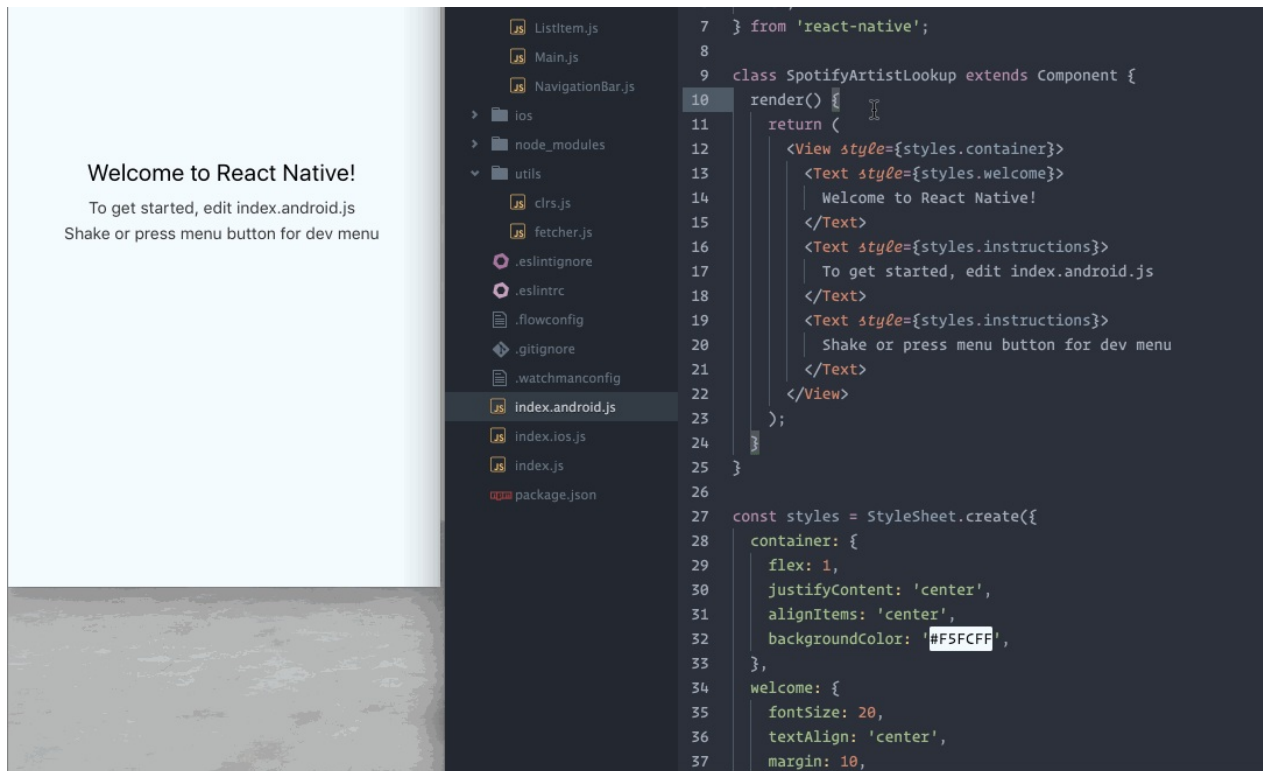 Welcome to React Native!
To get started, edit index.android.js
Shake or press menu button for dev menu
ListItem.js
Main.js
NavigationBar.js
ios
node_modules
utils
clrs.js
fetcher.js
.eslintignore
.eslintrc
.flowconfig
.gitignore
.watchmanconfig
index.android.js
index.ios.js
index.js
package.json
7 } from 'react-native';
8
9 class SpotifyArtistLookup extends Component {
10 render() {
11 return (
12 <View style={styles.container}>
13 <Text style={styles.welcome}>
14 Welcome to React Native!
15 </Text>
16 <Text style={styles.instructions}>
17 To get started, edit index.android.js
18 </Text>
19 <Text style={styles.instructions}>
20 Shake or press menu button for dev menu
21 </Text>
22 </View>
23 );
24 }
25 }
26
27 const styles = StyleSheet.create({
28 container: {
29 flex: 1,
30 justifyContent: 'center',
31 alignItems: 'center',
32 backgroundColor: '#F5FCFF',
33 },
34 welcome: {
35 fontSize: 20,
36 textAlign: 'center',
37 margin: 10,